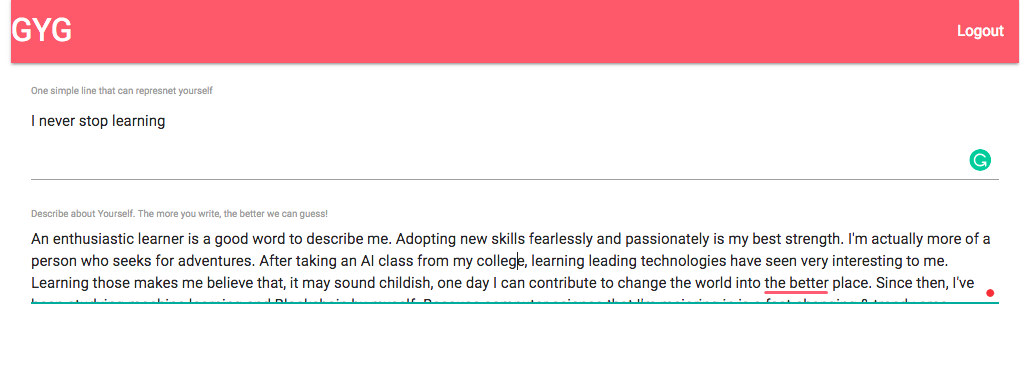 GYG
Logout
One simple line that can represnet yourself
I never stop learning
Describe about Yourself. The more you write, the better we can guess!
An enthusiastic learner is a good word to describe me. Adopting new skills fearlessly and passionately is my best strength. I'm actually more of a
person who seeks for adventures. After taking an AI class from my college, learning leading technologies have seen very interesting to me.
Learning those makes me believe that, it may sound childish, one day I can contribute to change the world into the better place. Since then, I've